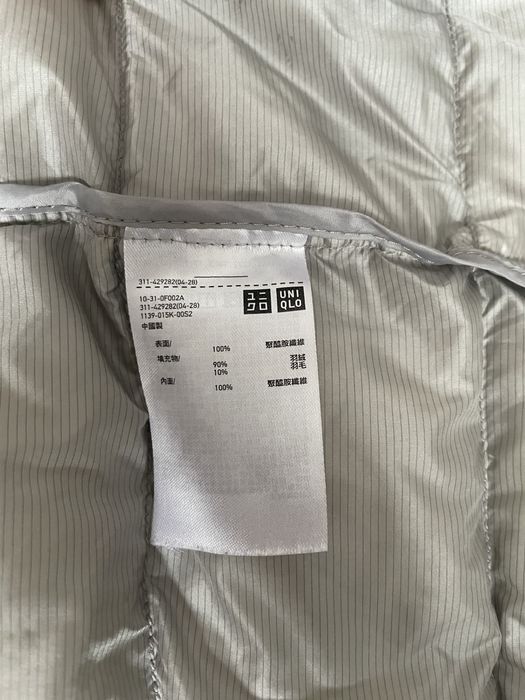 311-429282(04-28)
10-31-0F002A
311-429282(04-28)
1139-015K-00S2
中國製
ユニクロ
UNIQLO
表面/
100% 聚醯胺纖維
填充物/
90% 羽絨
10% 羽毛
內面/
100% 聚醯胺纖維